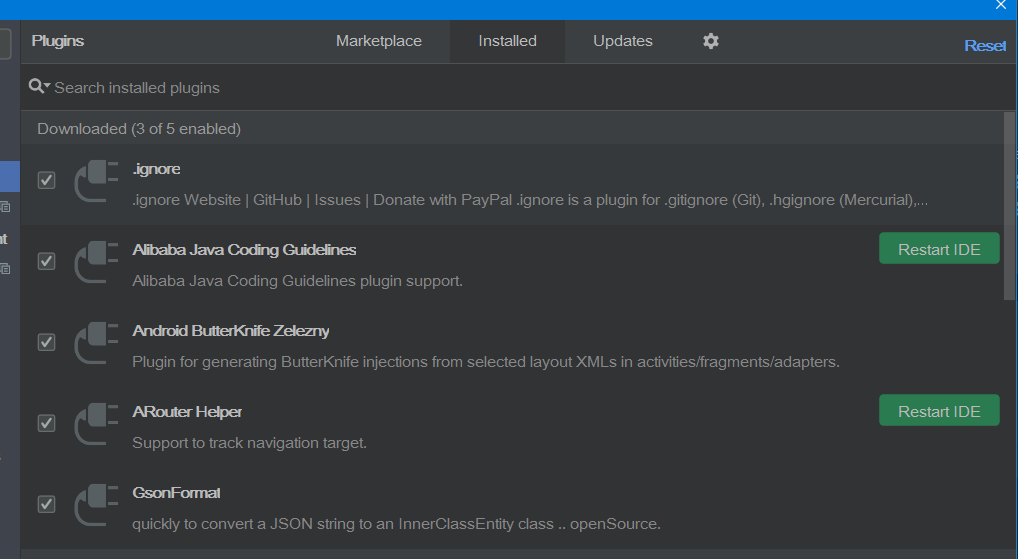 Plugins
Marketplace
Installed
Updates
Reset
Search installed plugins
Downloaded (3 of 5 enabled)
.ignore
.ignore Website | GitHub | Issues | Donate with PayPal .ignore is a plugin for .gitignore (Git), .hgignore (Mercurial),...
Alibaba Java Coding Guidelines
Restart IDE
Alibaba Java Coding Guidelines plugin support.
Android ButterKnife Zelezny
Plugin for generating ButterKnife injections from selected layout XMLs in activities/fragments/adapters.
ARouter Helper
Restart IDE
Support to track navigation target.
GsonFormat
quickly to convert a JSON string to an InnerClassEntity class .. openSource.